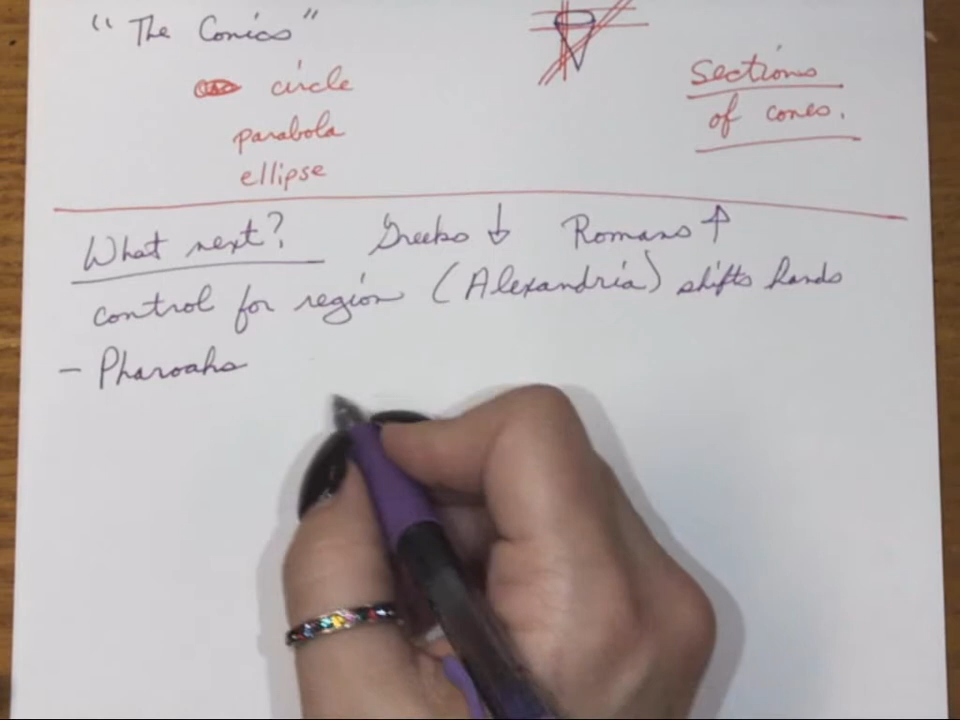 "The Conics"
circle
parabola
ellipse
Sections
of cones.
What next? Greeks ↓ Romans ↑
control for region (Alexandria) shifts hands
- Pharoahs